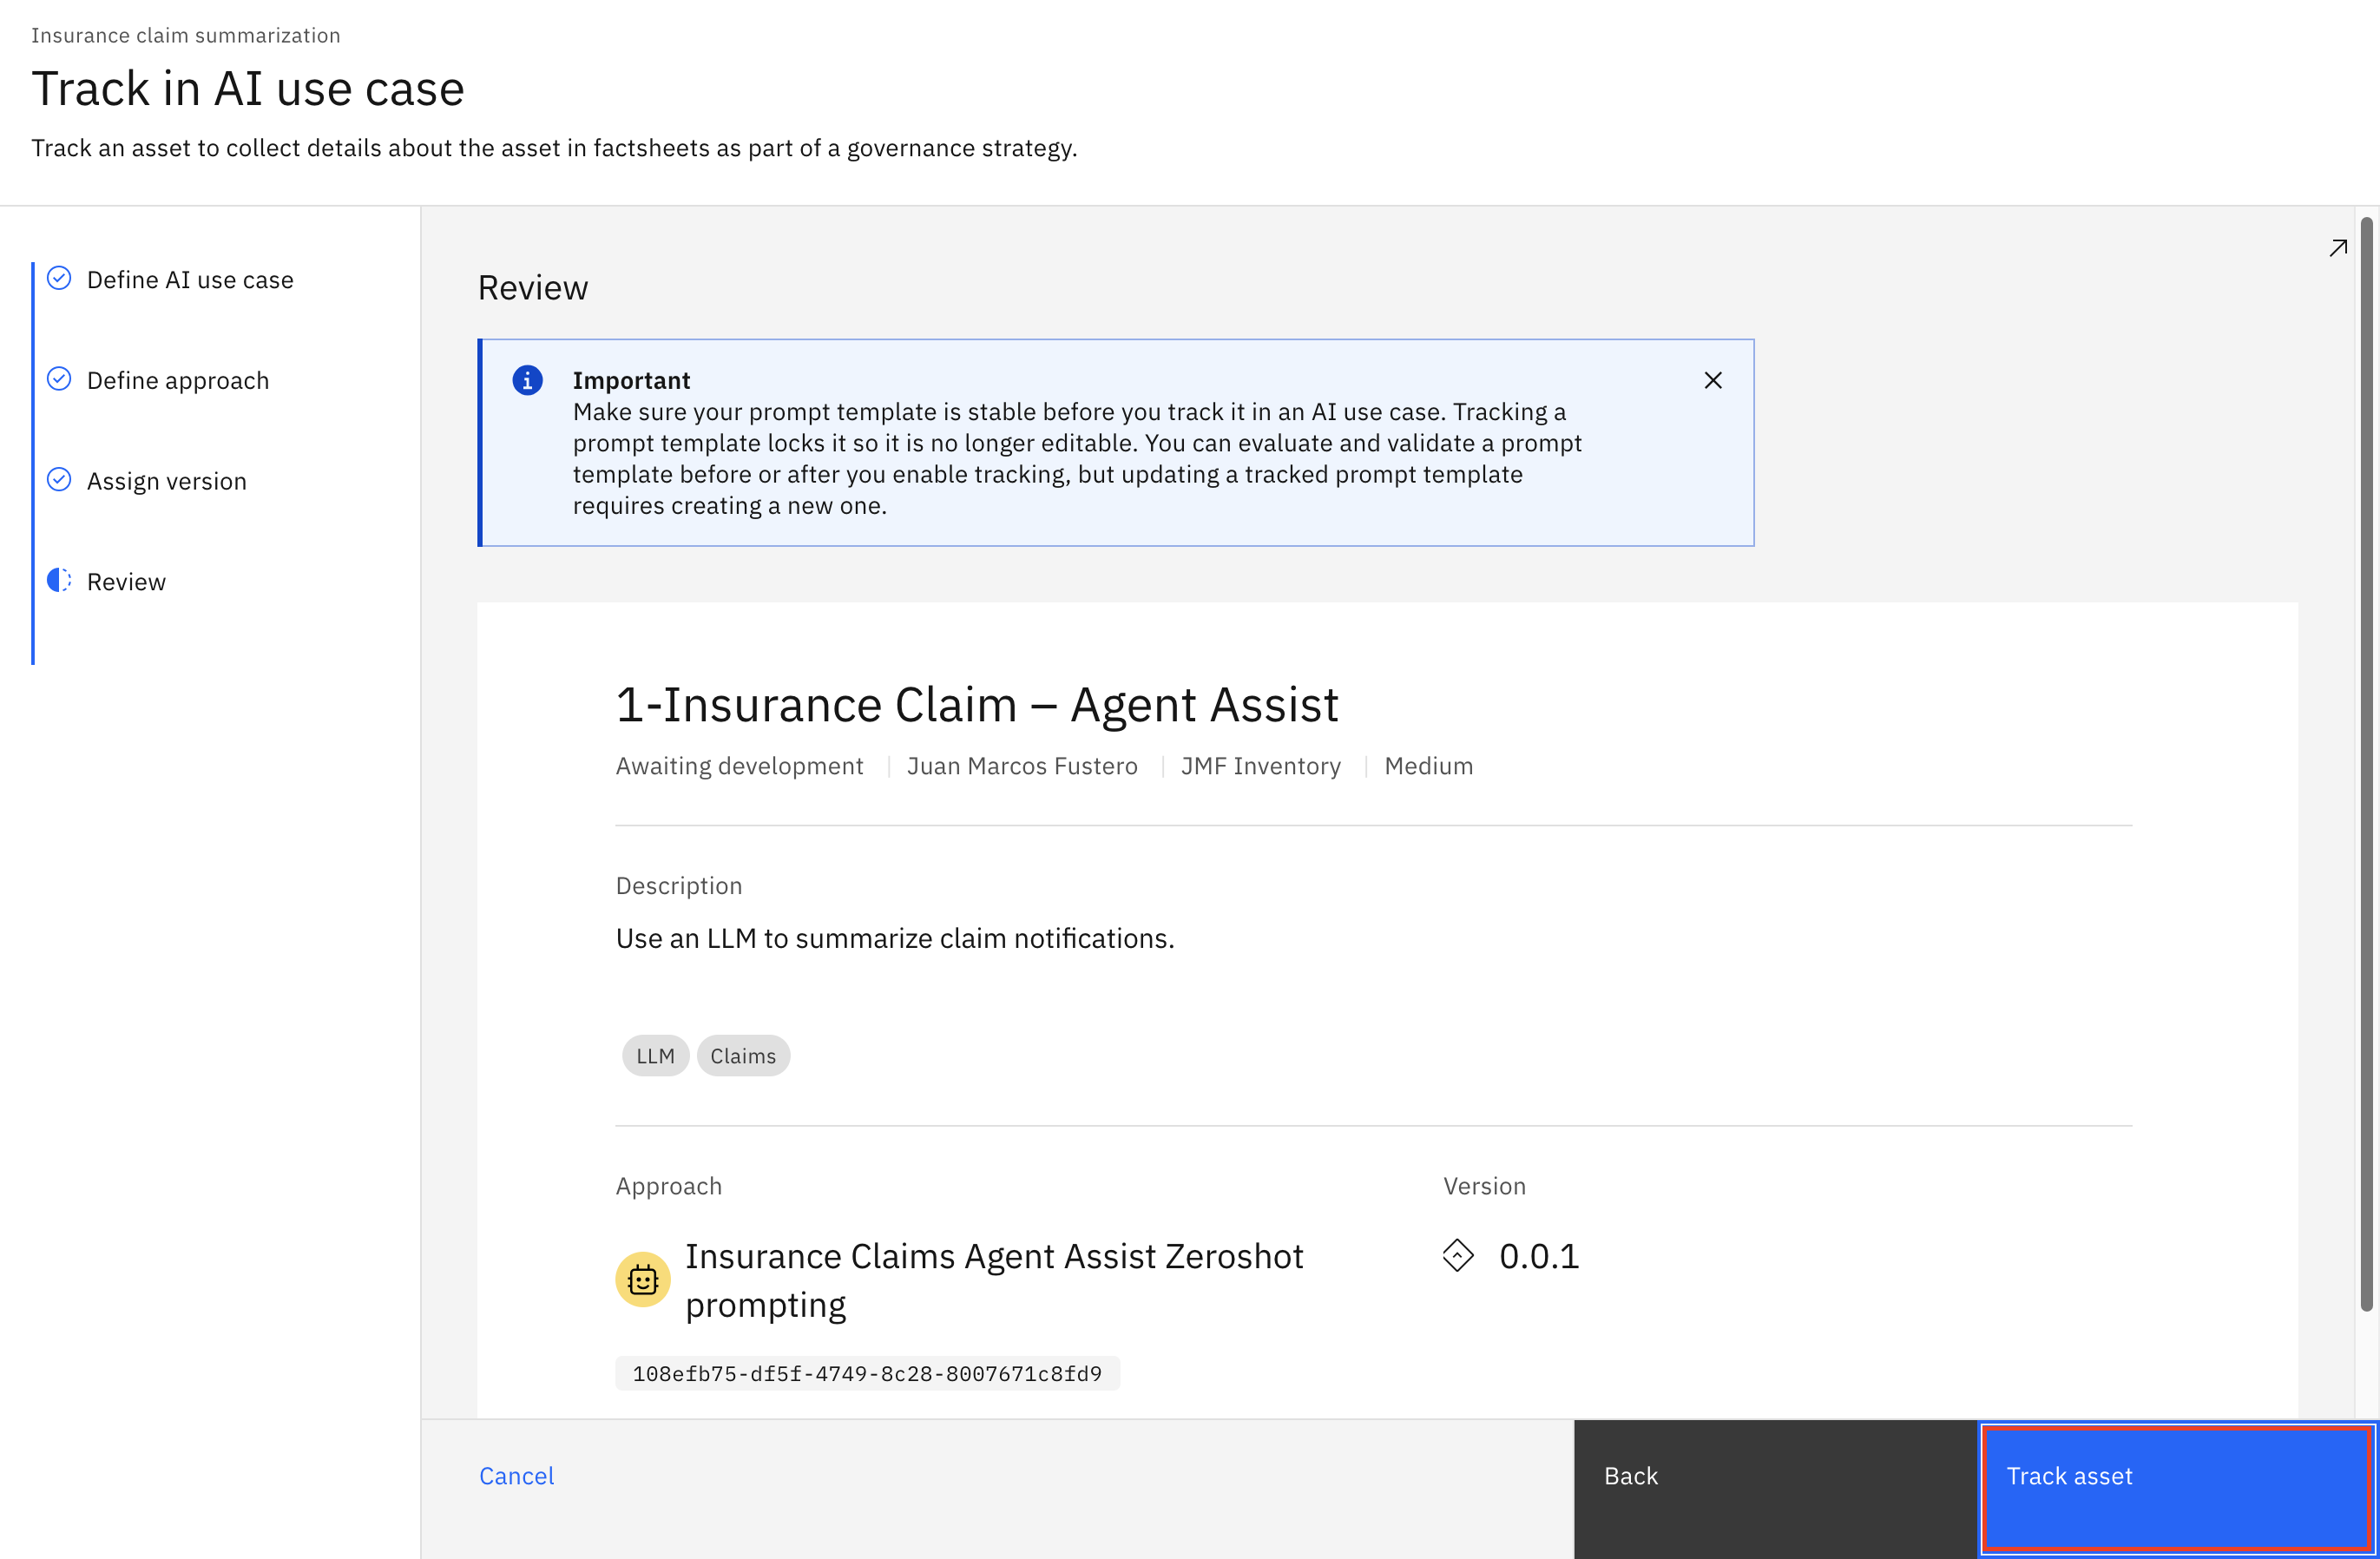 Insurance claim summarization
Track in AI use case
Track an asset to collect details about the asset in factsheets as part of a governance strategy.
Define AI use case
Define approach
Assign version
Review
Review
Important
Make sure your prompt template is stable before you track it in an AI use case. Tracking a
prompt template locks it so it is no longer editable. You can evaluate and validate a prompt
template before or after you enable tracking, but updating a tracked prompt template
requires creating a new one.
1-Insurance Claim – Agent Assist
Awaiting development Juan Marcos Fustero JMF Inventory Medium
Description
Use an LLM to summarize claim notifications.
LLM Claims
Approach Version
Insurance Claims Agent Assist Zeroshot 0.0.1
prompting
108efb75-df5f-4749-8c28-8007671c8fd9
Cancel Back Track asset